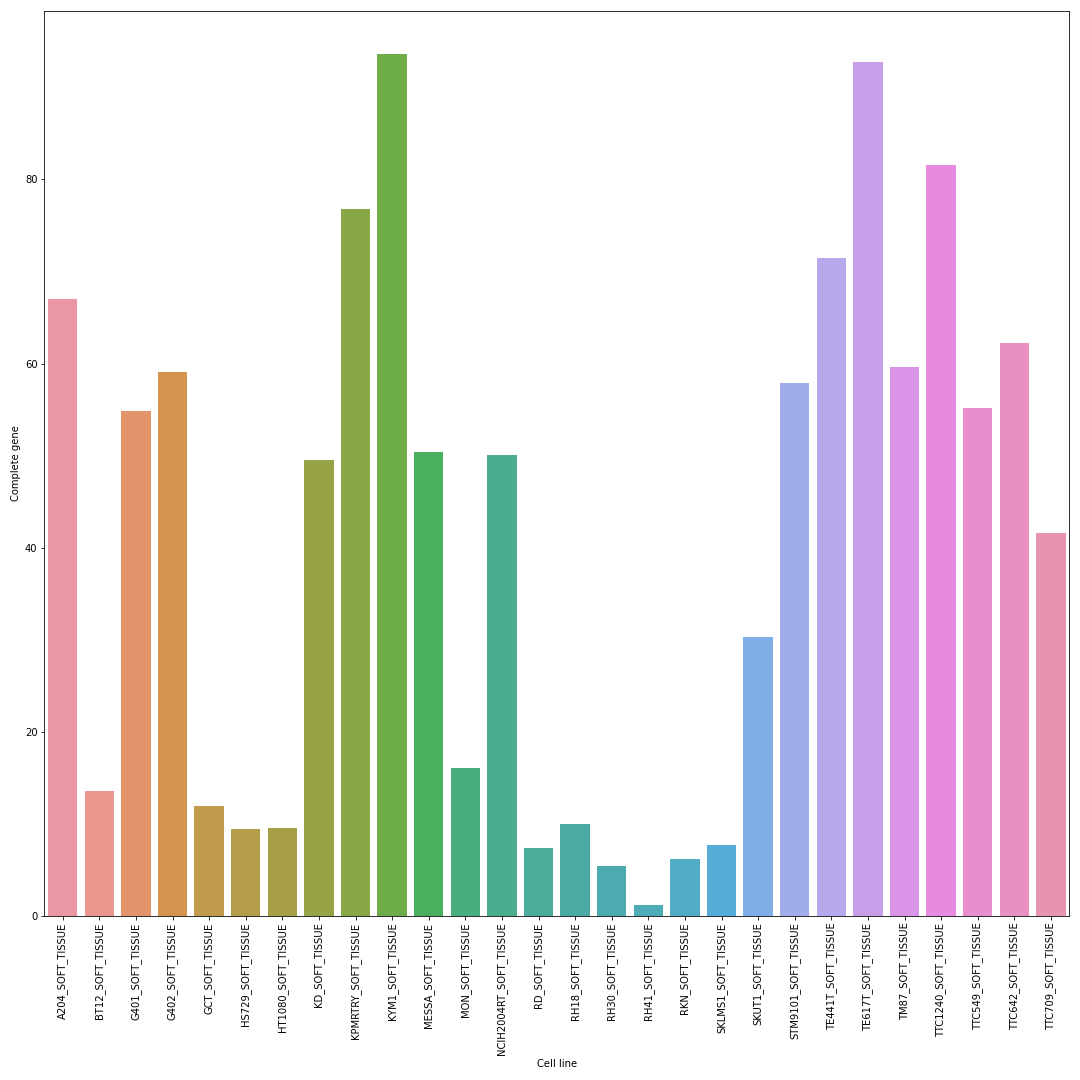 Complete gene
80
60
40
20
0
A204_SOFT_TISSUE
BT12_SOFT_TISSUE
G401_SOFT_TISSUE
G402_SOFT_TISSUE
GCT_SOFT_TISSUE
HS729_SOFT_TISSUE
HT1080_SOFT_TISSUE
KD_SOFT_TISSUE
KPMRTRY_SOFT_TISSUE
KYM1_SOFT_TISSUE
MESSA_SOFT_TISSUE
MON_SOFT_TISSUE
NCIH2004RT_SOFT_TISSUE
RD_SOFT_TISSUE
RH18_SOFT_TISSUE
RH30_SOFT_TISSUE
RH41_SOFT_TISSUE
RKN_SOFT_TISSUE
SKLMS1_SOFT_TISSUE
SKUT1_SOFT_TISSUE
STM9101_SOFT_TISSUE
TE441T_SOFT_TISSUE
TE617T_SOFT_TISSUE
TM87_SOFT_TISSUE
TTC1240_SOFT_TISSUE
TTC549_SOFT_TISSUE
TTC642_SOFT_TISSUE
TTC709_SOFT_TISSUE
Cell line